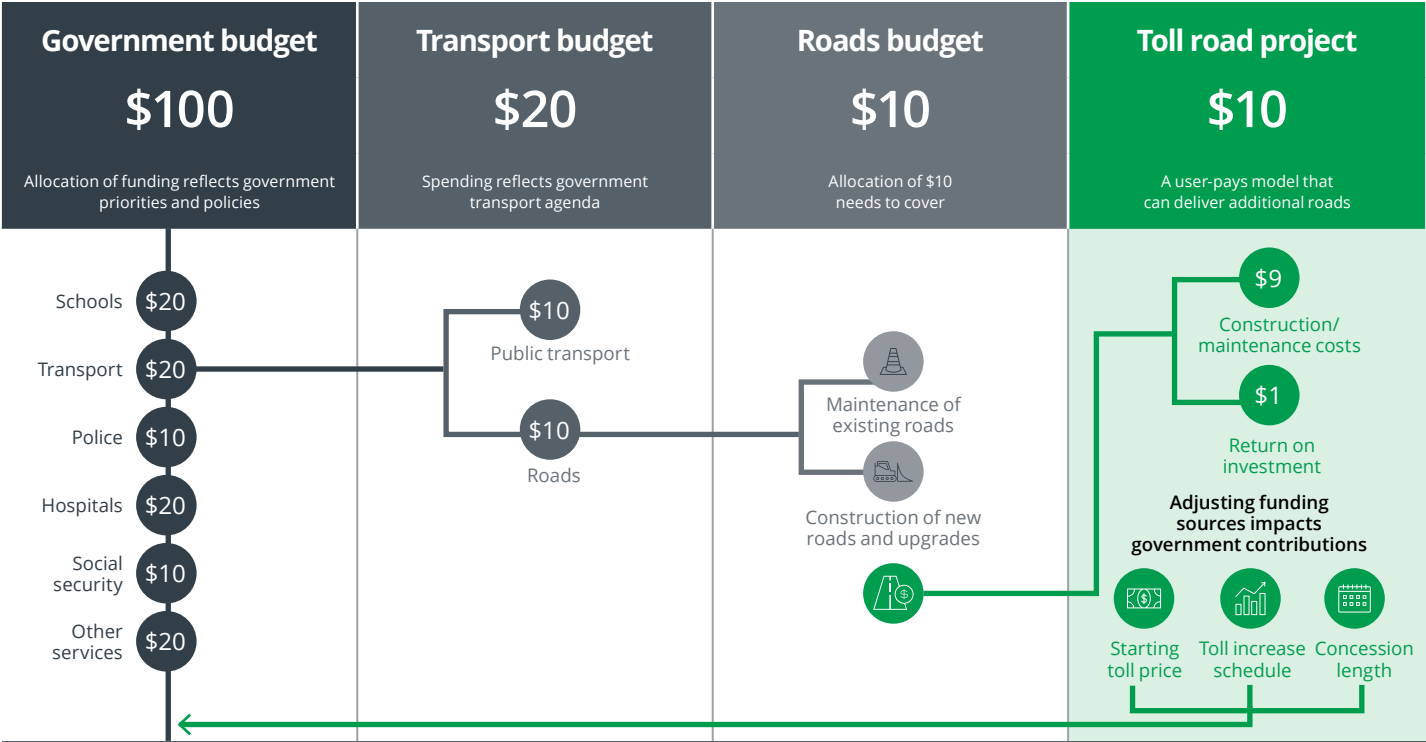 Government budget
$100
Allocation of funding reflects government
priorities and policies
Schools
$20
Transport
$20
Police
$10
Hospitals
$20
Social
security
$10
Other
services
$20
Transport budget
$20
Spending reflects government
transport agenda
$10
Public transport
$10
Roads
Roads budget
$10
Allocation of $10
needs to cover
Maintenance of
existing roads
Construction of new
roads and upgrades
$
Toll road project
$10
A user-pays model that
can deliver additional roads
$9
Construction/
maintenance costs
$1
Return on
investment
Adjusting funding
sources impacts
government contributions
$
Starting
toll price
Toll increase
schedule
Concession
length